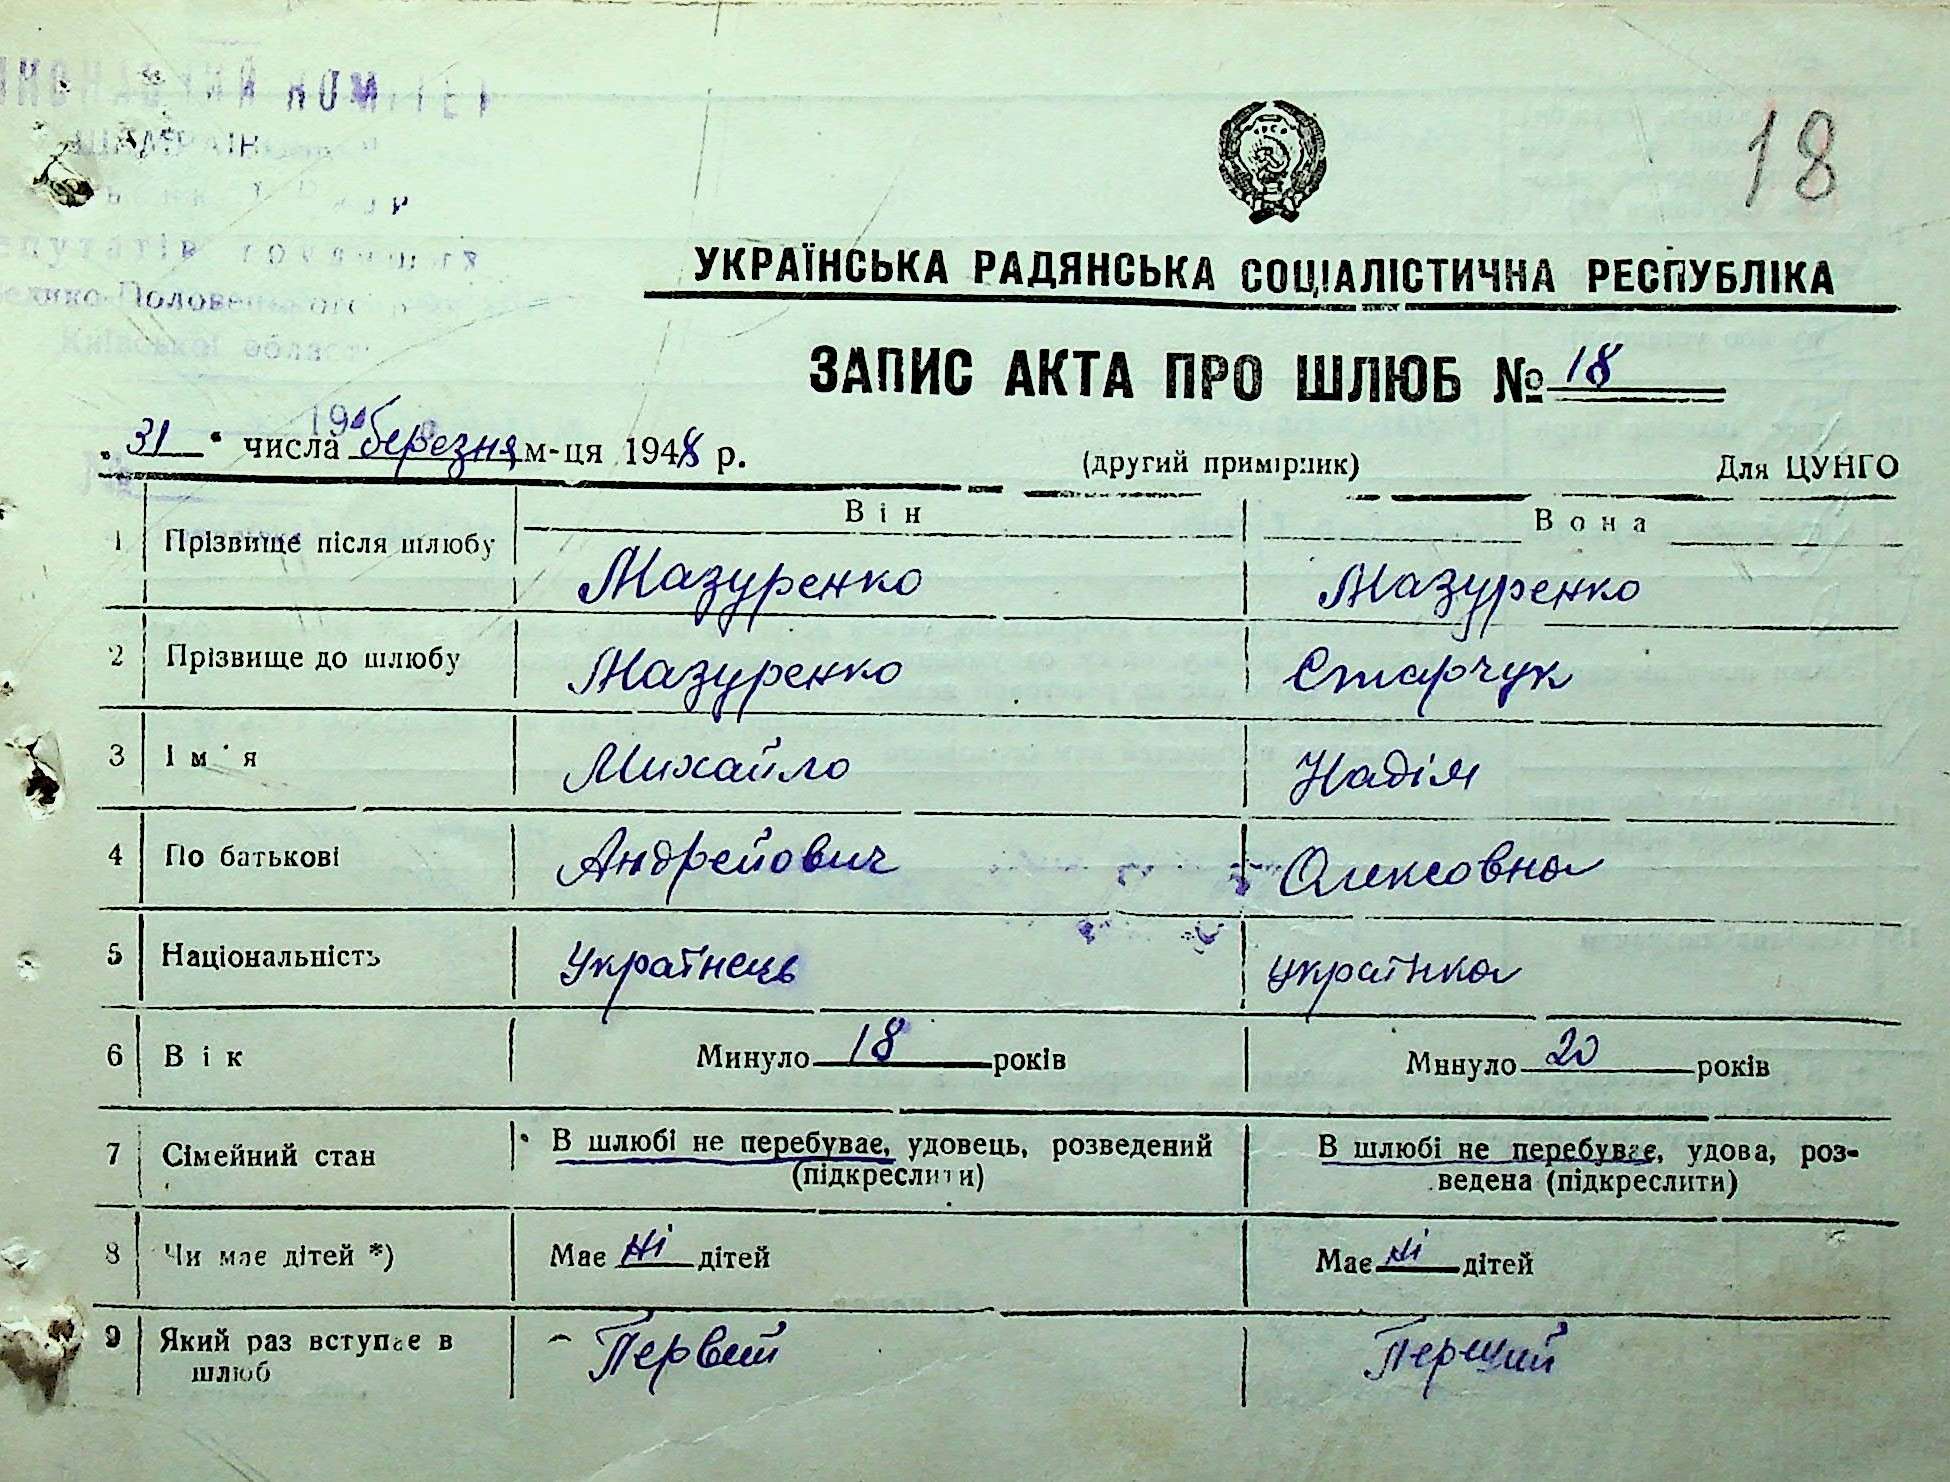 18
УКРАЇНСЬКА РАДЯНСЬКА СОЦІАЛІСТИЧНА РЕСПУБЛІКА
ЗАПИС АКТА ПРО ШЛЮБ № 18
„31“ числа березня м-ця 1948 р. (другий примірник) Для ЦУНГО
Він Вона
1 Прізвище після шлюбу Мазуренко Мазуренко
2 Прізвище до шлюбу Мазуренко Старчук
3 Ім'я Михайло Надія
4 По батькові Андрейович Олексовна
5 Національність Українець українка
6 Вік Минуло 18 років Минуло 20 років
7 Сімейний стан В шлюбі не перебуває, удовець, розведений В шлюбі не перебуває, удова, роз-
(підкреслити) ведена (підкреслити)
8 Чи має дітей *) Має ні дітей Має ні дітей
9 Який раз вступає в Первий Перший
шлюб